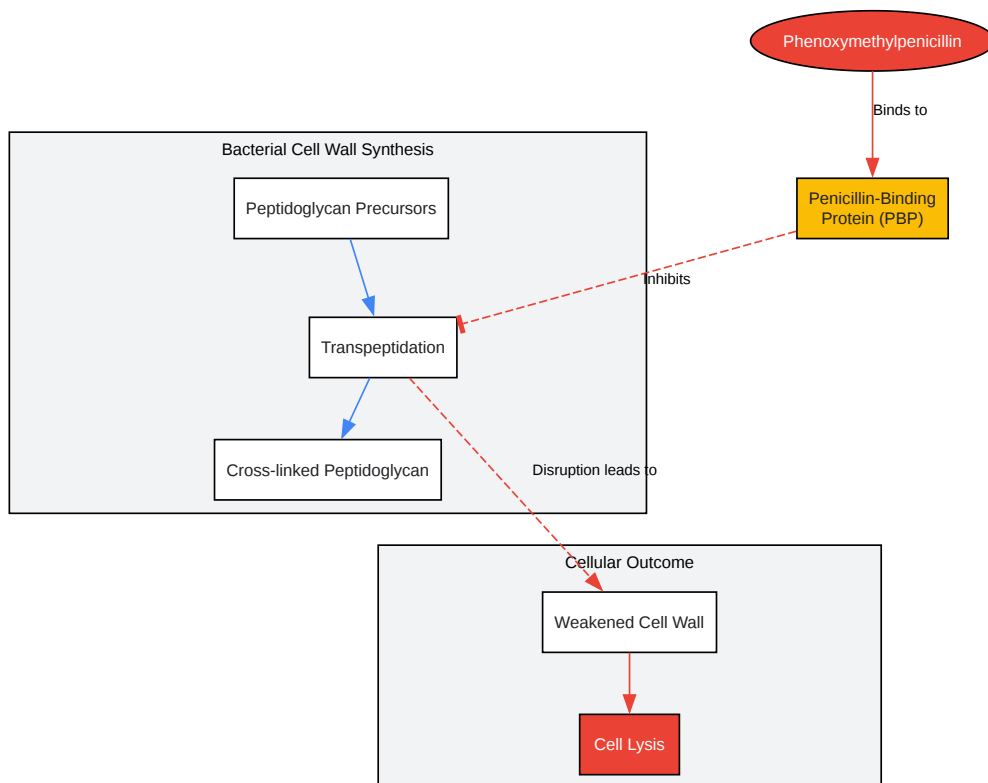 Phenoxymethylpenicillin
Binds to
Bacterial Cell Wall Synthesis
Peptidoglycan Precursors
Penicillin-Binding
Protein (PBP)
Inhibits
Transpeptidation
Cross-linked Peptidoglycan
Disruption leads to
Cellular Outcome
Weakened Cell Wall
Cell Lysis